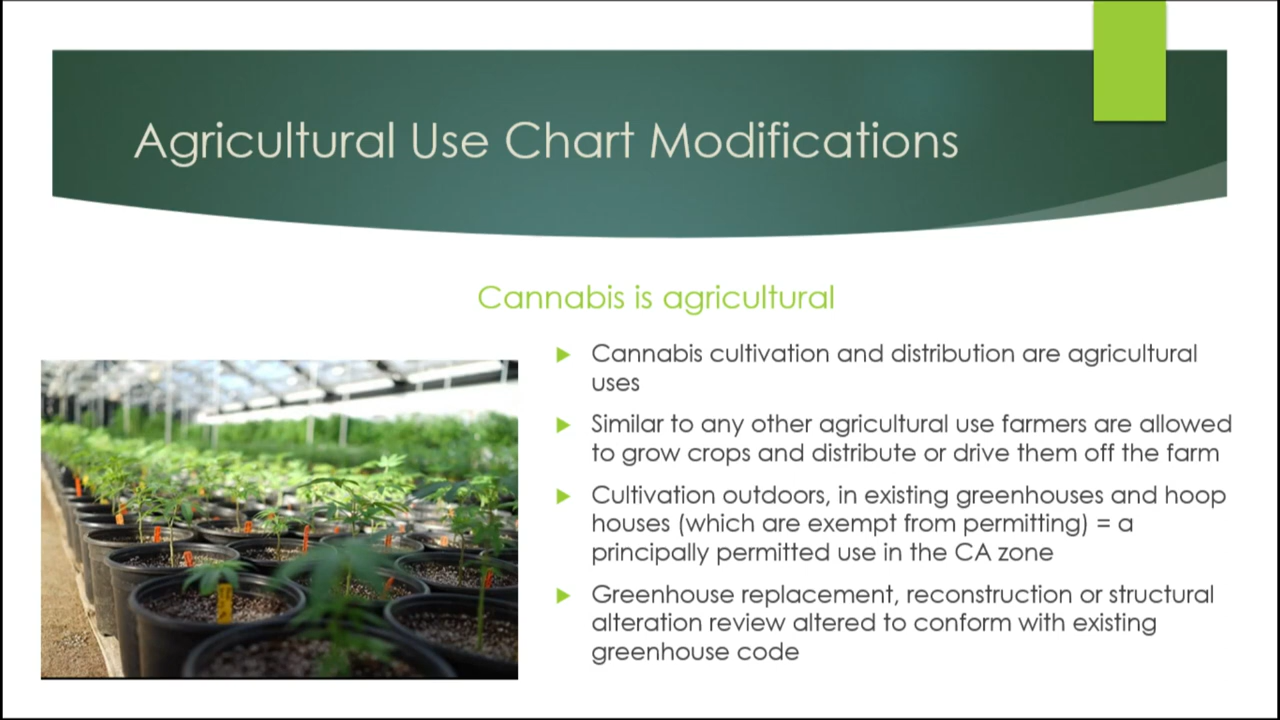 Agricultural Use Chart Modifications
Cannabis is agricultural
Cannabis cultivation and distribution are agricultural
uses
Similar to any other agricultural use farmers are allowed
to grow crops and distribute or drive them off the farm
Cultivation outdoors, in existing greenhouses and hoop
houses (which are exempt from permitting) = a
principally permitted use in the CA zone
Greenhouse replacement, reconstruction or structural
alteration review altered to conform with existing
greenhouse code